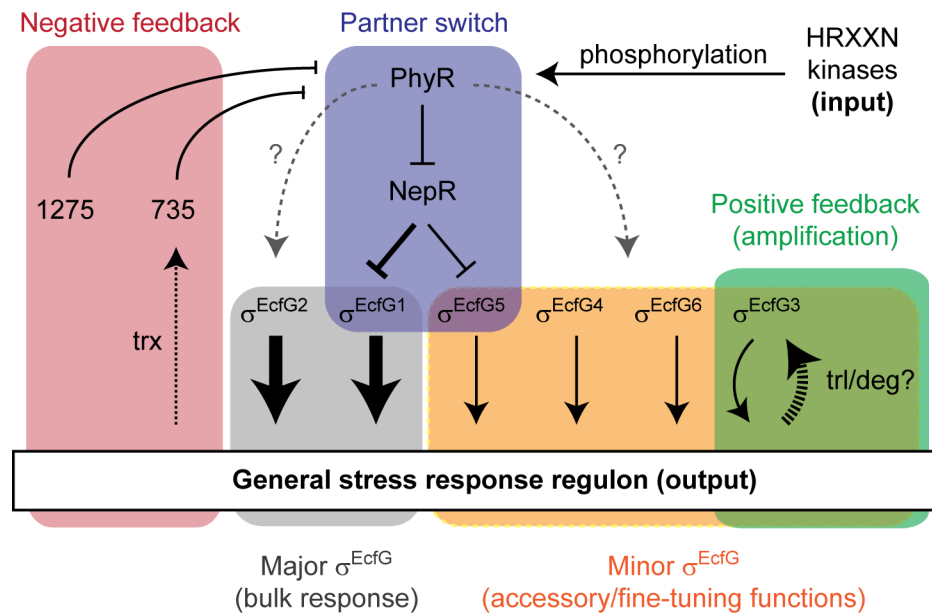 Negative feedback
Partner switch
HRXXN
kinases
(input)
phosphorylation
PhyR
?
?
NepR
1275
735
Positive feedback
(amplification)
σEcfG2
σEcfG1
σEcfG5
σEcfG4
σEcfG6
σEcfG3
trx
trl/deg?
General stress response regulon (output)
Major σEcfG
(bulk response)
Minor σEcfG
(accessory/fine-tuning functions)